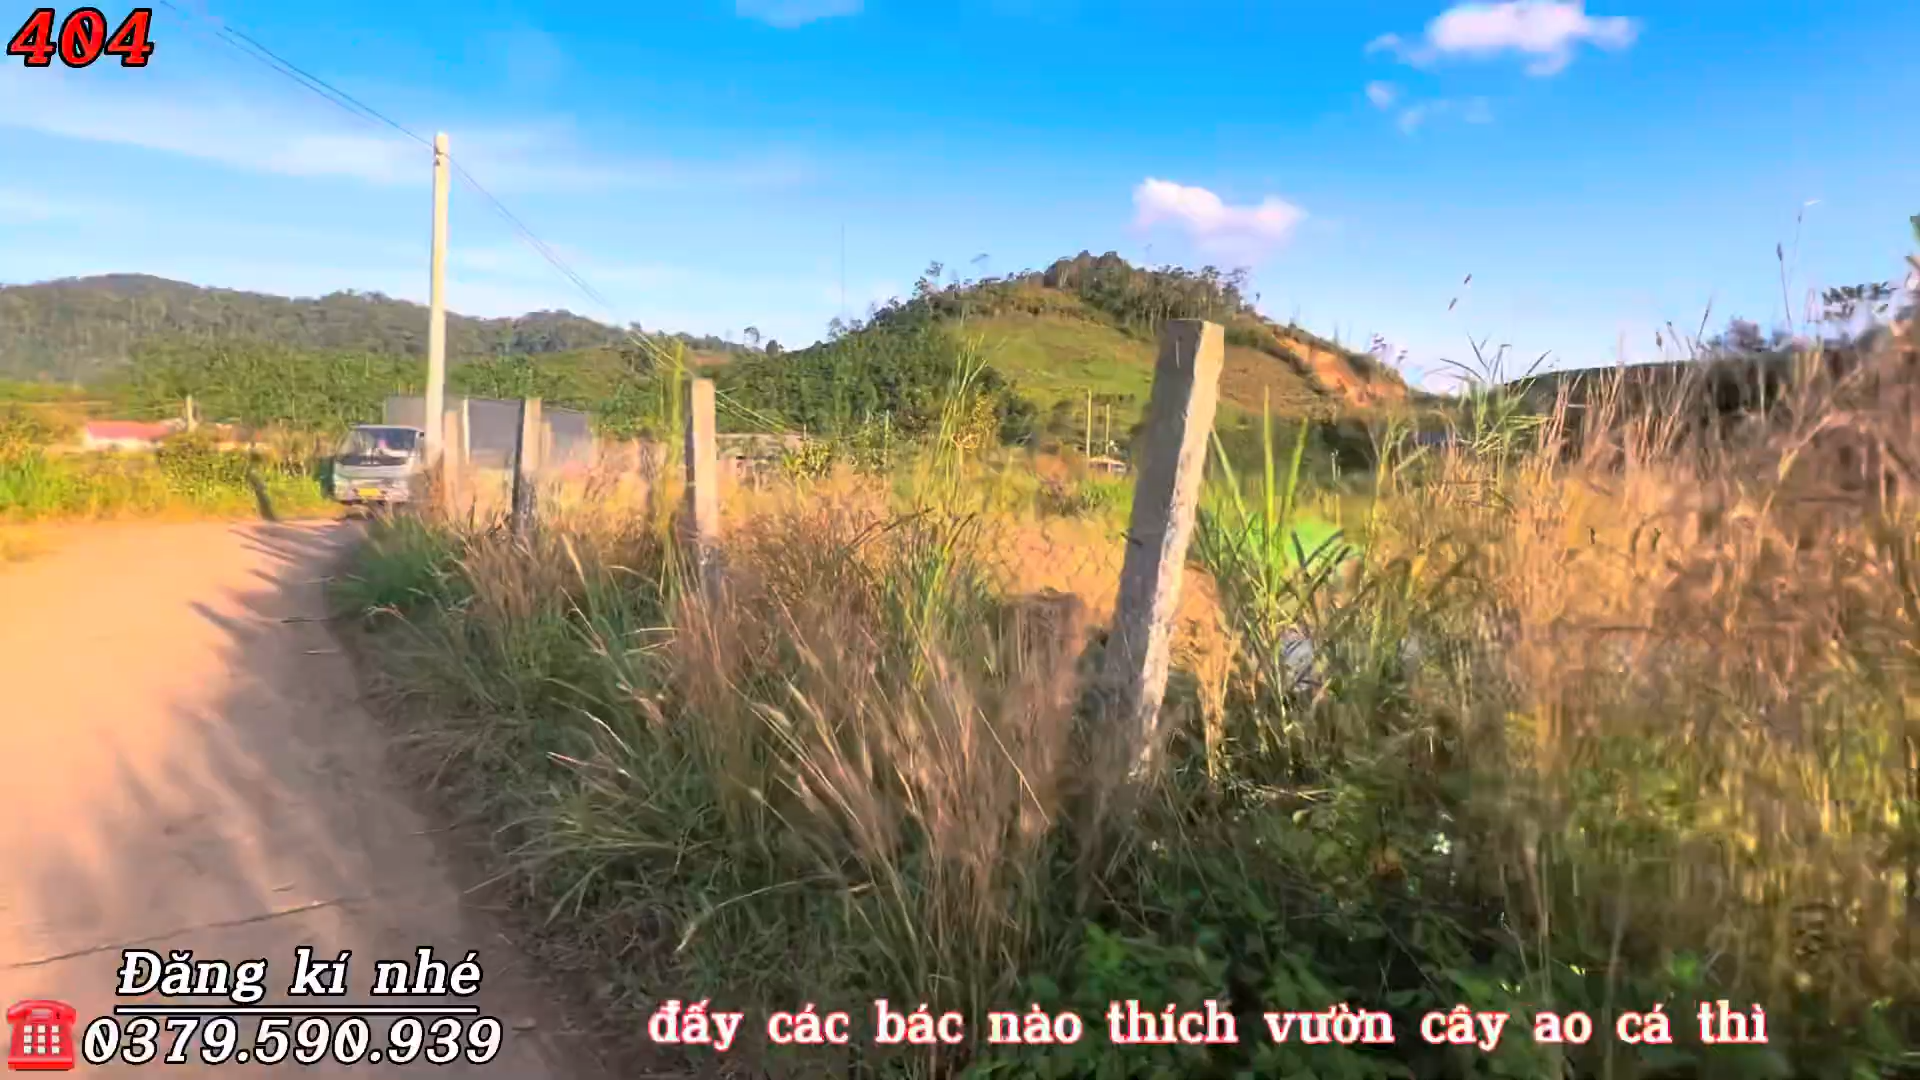 404
Đăng kí nhé
0379.590.939
đấy các bác nào thích vườn cây ao cá thì